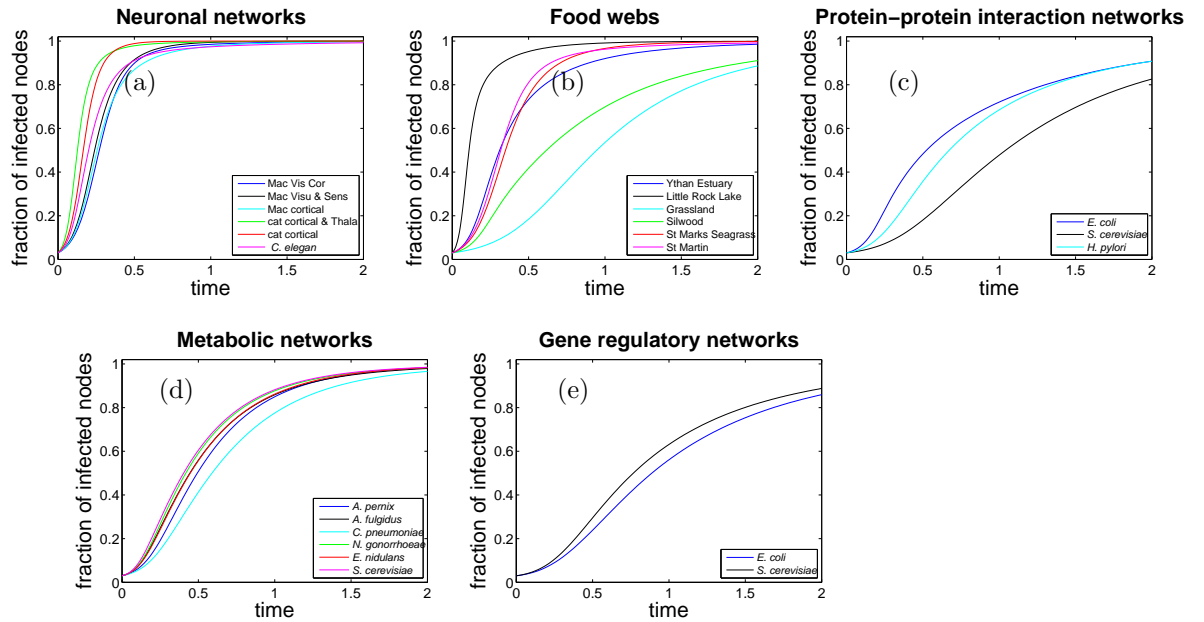 Neuronal networks
(a)
fraction of infected nodes
1
0.8
0.6
0.4
0.2
0
0 0.5 1 1.5 2
time
Mac Vis Cor
Mac Visu & Sens
Mac cortical
cat cortical & Thala
cat cortical
C. elegan
Food webs
(b)
fraction of infected nodes
1
0.8
0.6
0.4
0.2
0
0 0.5 1 1.5 2
time
Ythan Estuary
Little Rock Lake
Grassland
Silwood
St Marks Seagrass
St Martin
Protein−protein interaction networks
(c)
fraction of infected nodes
1
0.8
0.6
0.4
0.2
0
0 0.5 1 1.5 2
time
E. coli
S. cerevisiae
H. pylori
Metabolic networks
(d)
fraction of infected nodes
1
0.8
0.6
0.4
0.2
0
0 0.5 1 1.5 2
time
A. pernix
A. fulgidus
C. pneumoniae
N. gonorrhoeae
E. nidulans
S. cerevisiae
Gene regulatory networks
(e)
fraction of infected nodes
1
0.8
0.6
0.4
0.2
0
0 0.5 1 1.5 2
time
E. coli
S. cerevisiae